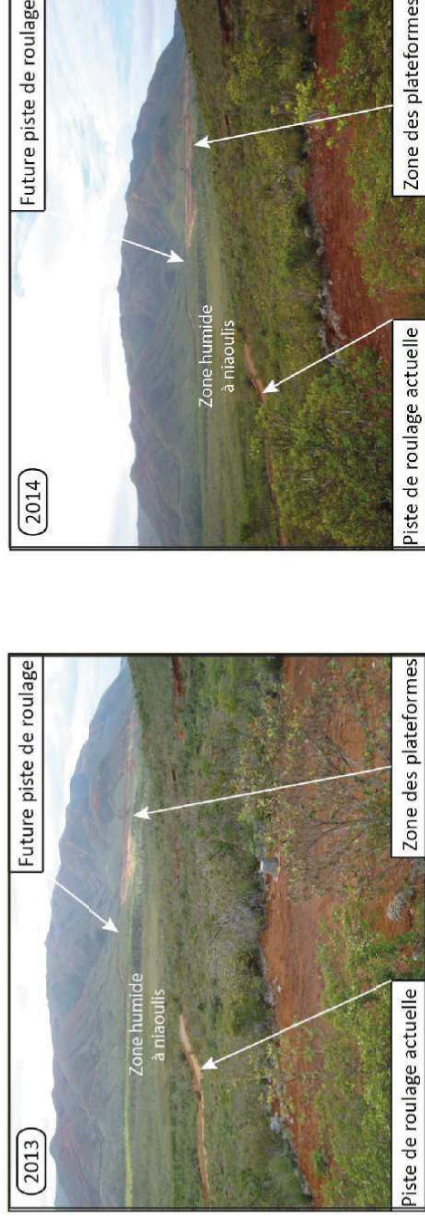 2013
Future piste de roulage
Zone humide
à niaoulis
Piste de roulage actuelle
Zone des plateformes
2014
Future piste de roulage
Zone humide
à niaoulis
Piste de roulage actuelle
Zone des plateformes